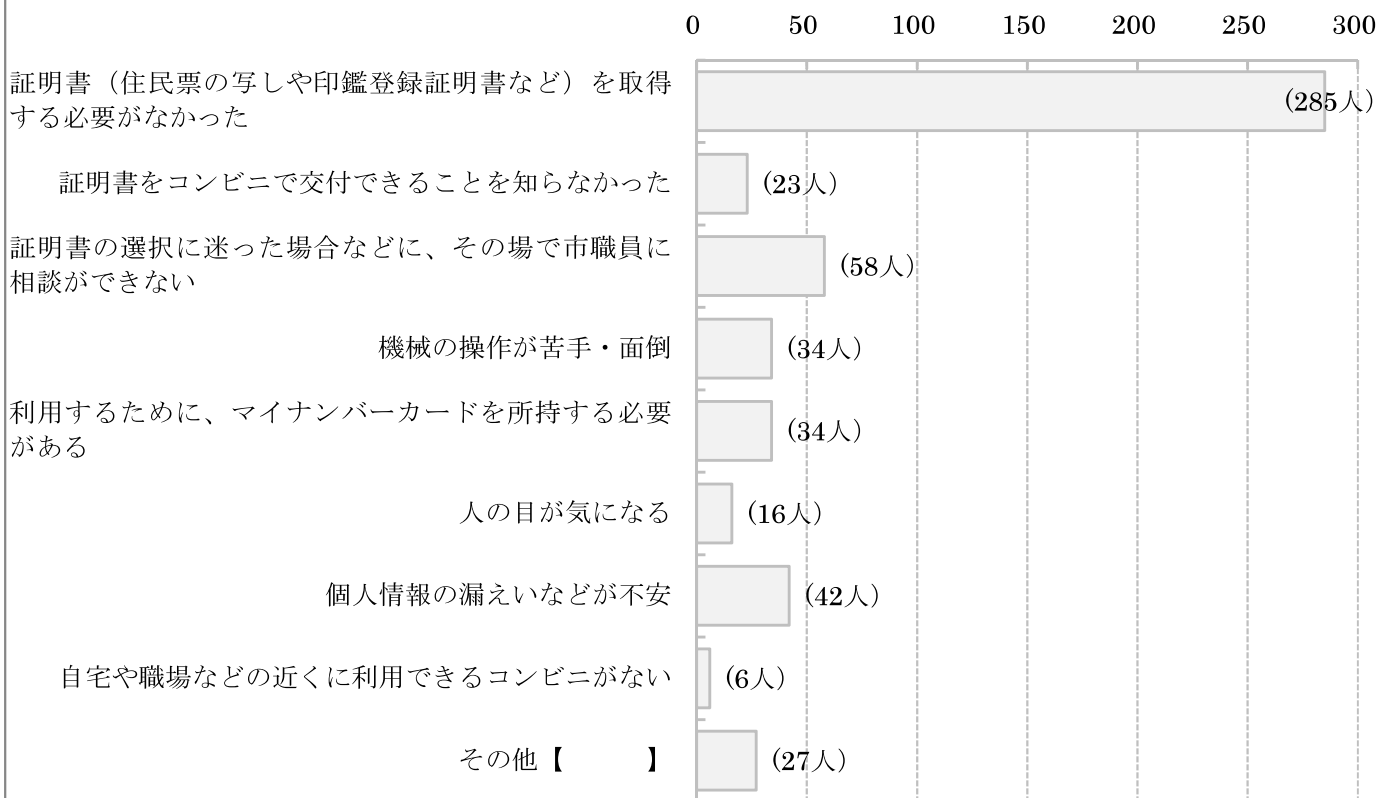 0 50 100 150 200 250 300
証明書（住民票の写しや印鑑登録証明書など）を取得
する必要がなかった
(285人)
証明書をコンビニで交付できることを知らなかった
(23人)
証明書の選択に迷った場合などに、その場で市職員に
相談ができない
(58人)
機械の操作が苦手・面倒
(34人)
利用するために、マイナンバーカードを所持する必要
がある
(34人)
人の目が気になる
(16人)
個人情報の漏えいなどが不安
(42人)
自宅や職場などの近くに利用できるコンビニがない
(6人)
その他【　　　】
(27人)